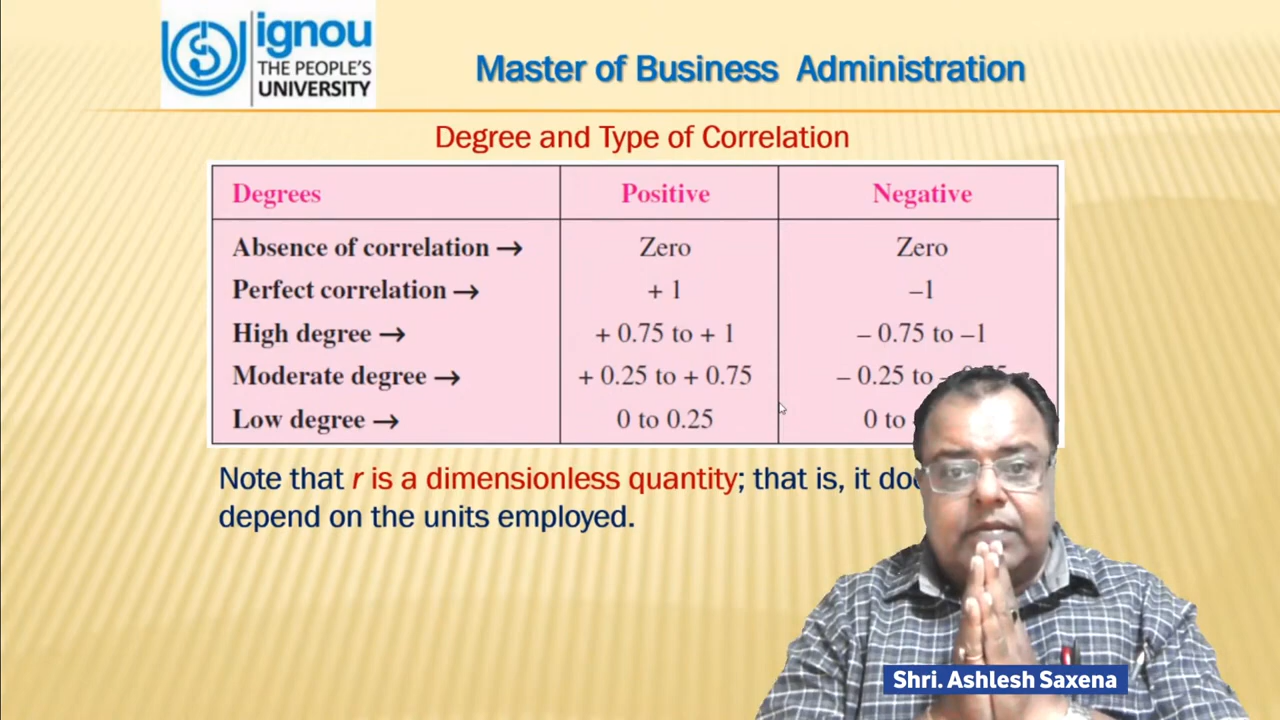 ignou
THE PEOPLE'S
UNIVERSITY
Master of Business Administration
Degree and Type of Correlation
Degrees Positive Negative
Absence of correlation → Zero Zero
Perfect correlation → + 1 –1
High degree → + 0.75 to + 1 – 0.75 to –1
Moderate degree → + 0.25 to + 0.75 – 0.25 to –
Low degree → 0 to 0.25 0 to
Note that r is a dimensionless quantity; that is, it
depend on the units employed.
Shri. Ashlesh Saxena